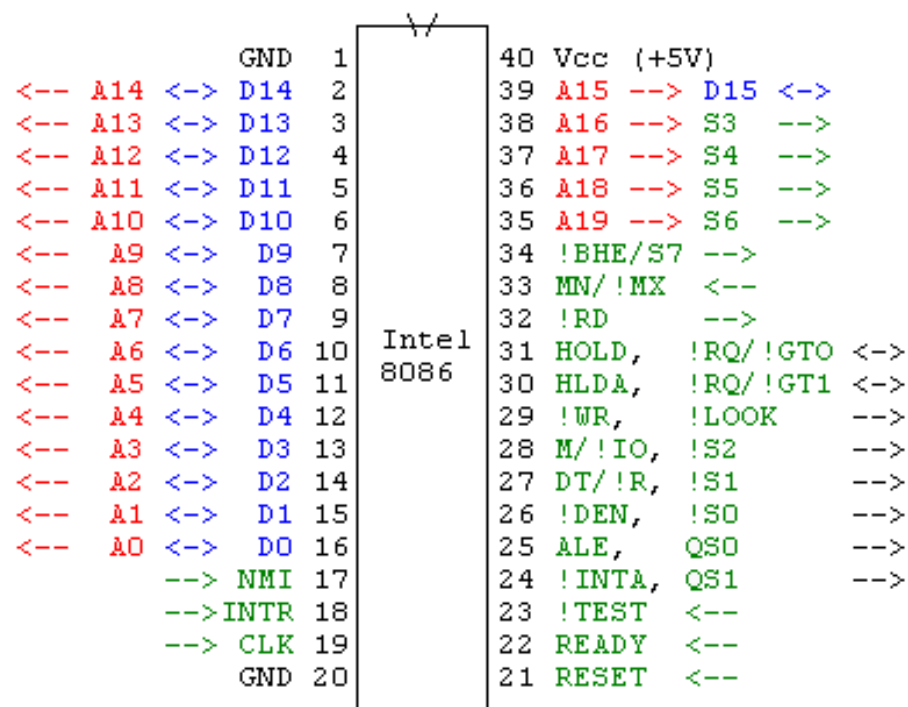 GND 1 40 Vcc (+5V)
<-- A14 <-> D14 2 39 A15 --> D15 <->
<-- A13 <-> D13 3 38 A16 --> S3 -->
<-- A12 <-> D12 4 37 A17 --> S4 -->
<-- A11 <-> D11 5 36 A18 --> S5 -->
<-- A10 <-> D10 6 35 A19 --> S6 -->
<-- A9 <-> D9 7 34 !BHE/S7 -->
<-- A8 <-> D8 8 33 MN/!MX <--
<-- A7 <-> D7 9 32 !RD -->
<-- A6 <-> D6 10 Intel 31 HOLD, !RQ/!GT0 <->
<-- A5 <-> D5 11 8086 30 HLDA, !RQ/!GT1 <->
<-- A4 <-> D4 12 29 !WR, !LOOK -->
<-- A3 <-> D3 13 28 M/!IO, !S2 -->
<-- A2 <-> D2 14 27 DT/!R, !S1 -->
<-- A1 <-> D1 15 26 !DEN, !S0 -->
<-- A0 <-> D0 16 25 ALE, QS0 -->
--> NMI 17 24 !INTA, QS1 -->
-->INTR 18 23 !TEST <--
--> CLK 19 22 READY <--
GND 20 21 RESET <--